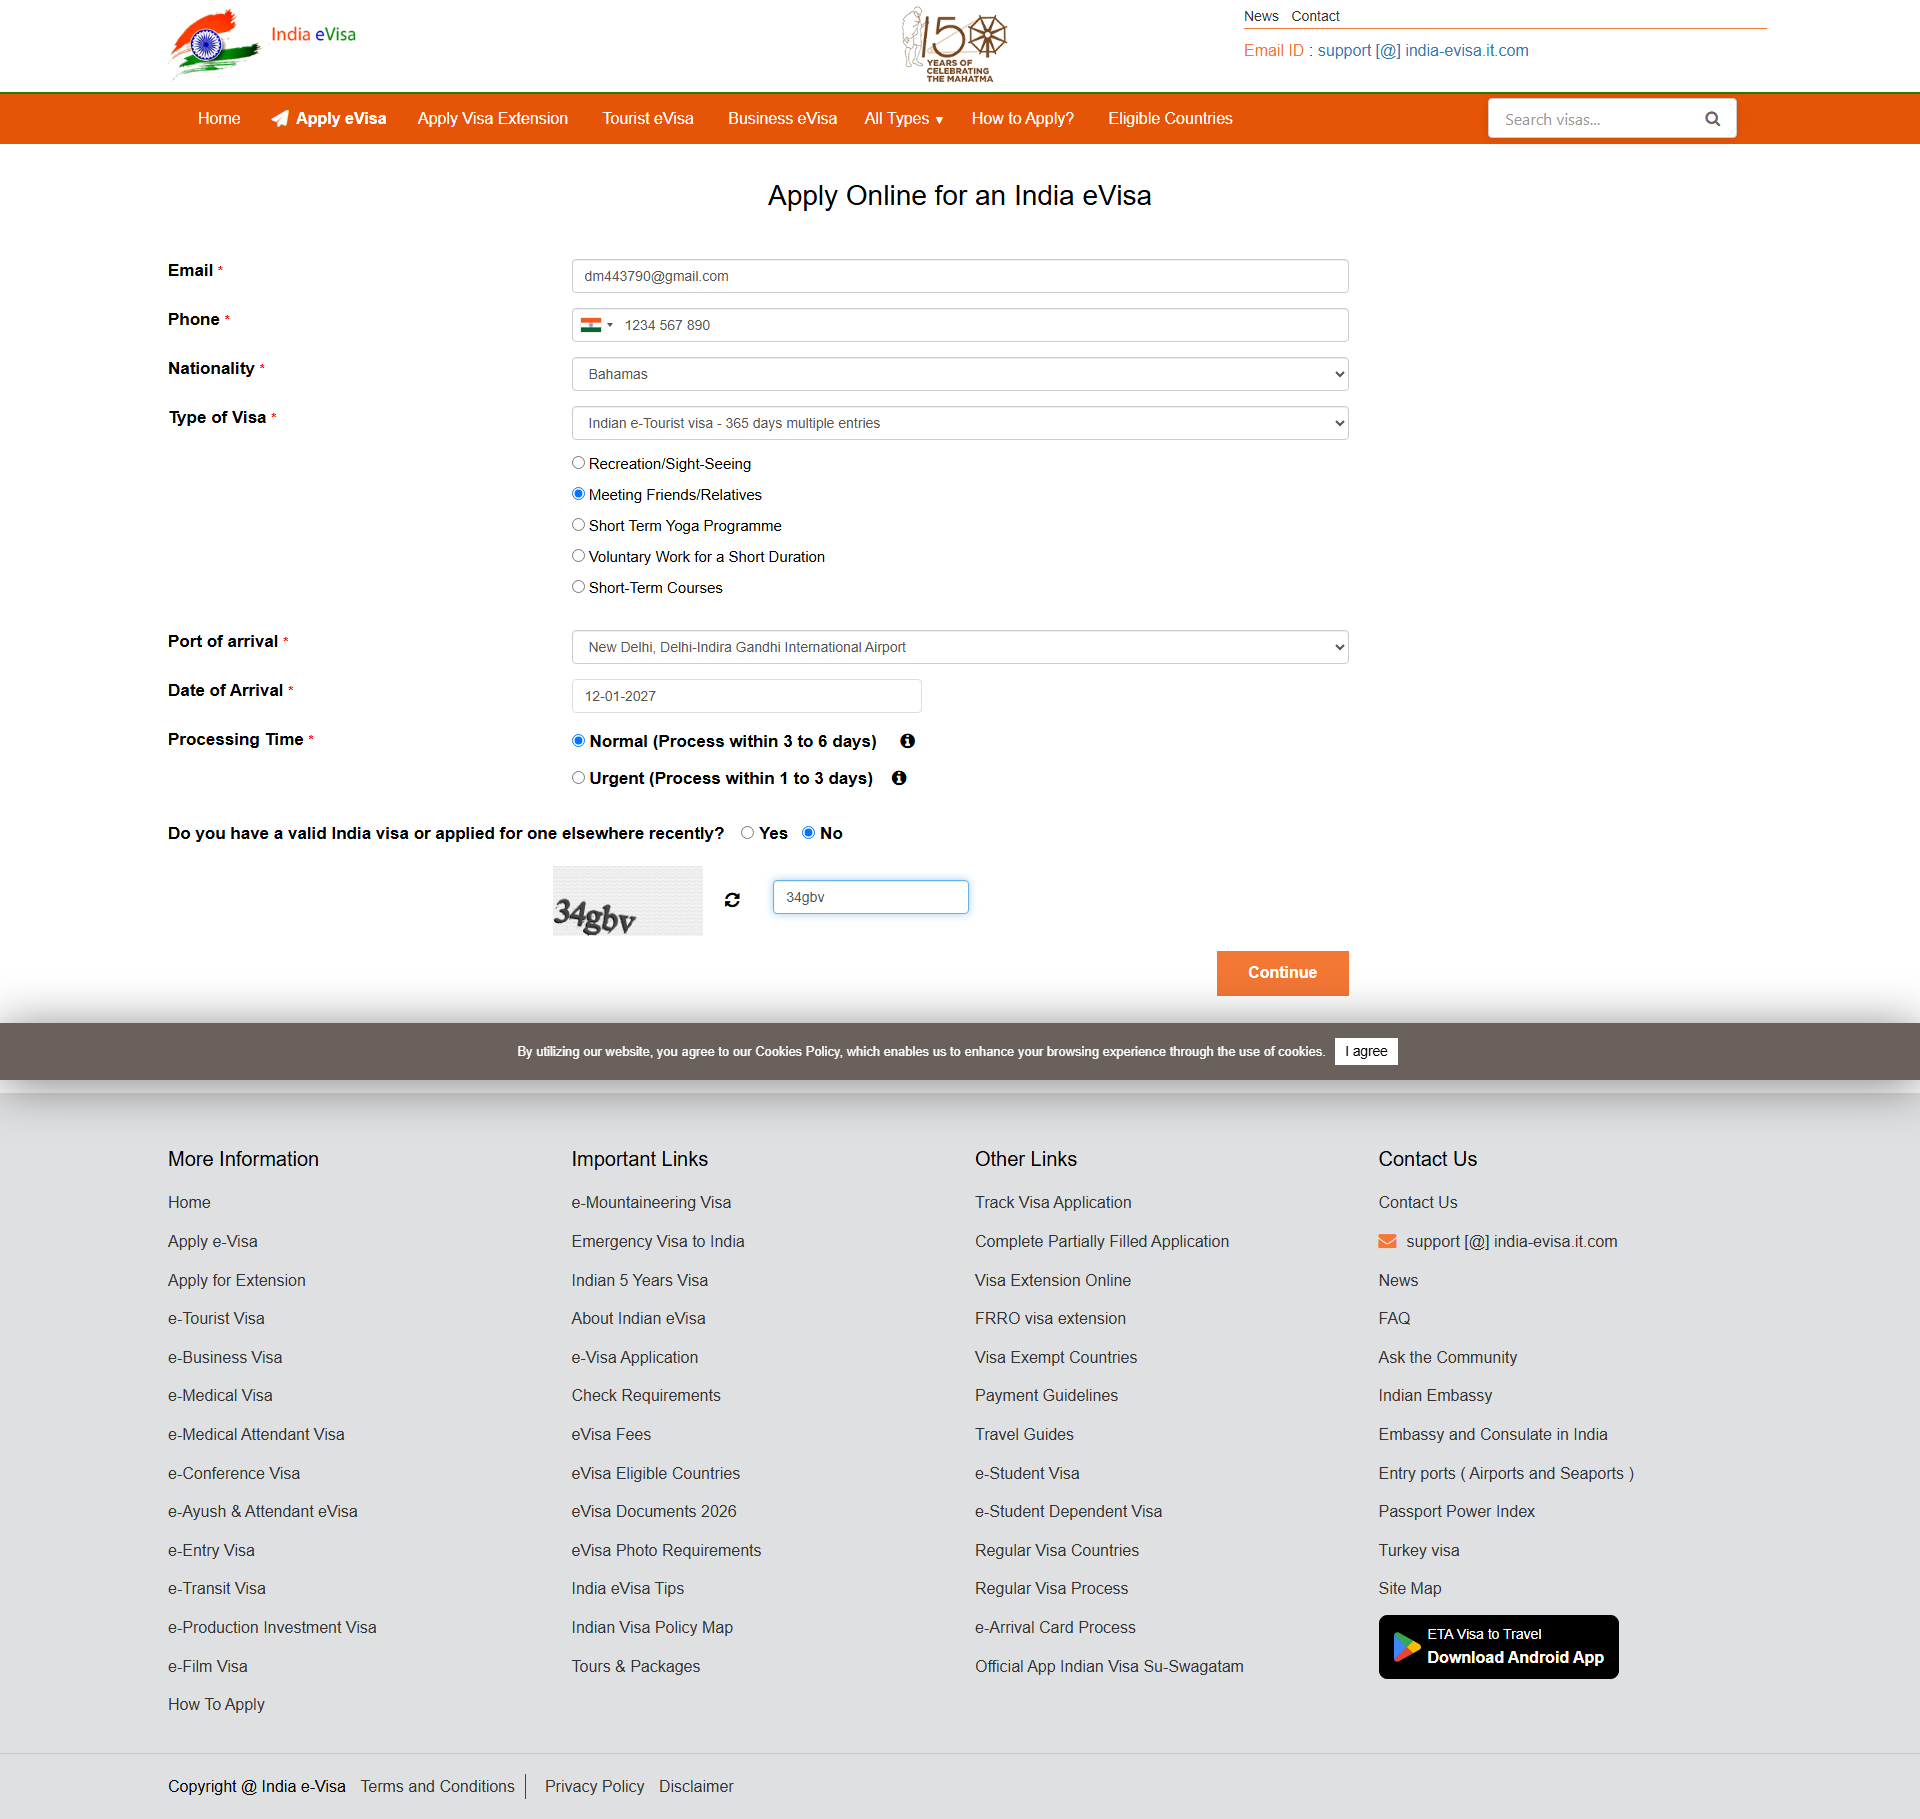 India eVisa
150
YEARS OF
CELEBRATING
THE MAHATMA
News Contact
Email ID : support [@] india-evisa.it.com
Home Apply eVisa Apply Visa Extension Tourist eVisa Business eVisa All Types ▼ How to Apply? Eligible Countries Search visas...
Apply Online for an India eVisa
Email * dm443790@gmail.com
Phone * 1234 567 890
Nationality * Bahamas
Type of Visa * Indian e-Tourist visa - 365 days multiple entries
Recreation/Sight-Seeing
Meeting Friends/Relatives
Short Term Yoga Programme
Voluntary Work for a Short Duration
Short-Term Courses
Port of arrival * New Delhi, Delhi-Indira Gandhi International Airport
Date of Arrival * 12-01-2027
Processing Time * Normal (Process within 3 to 6 days)
Urgent (Process within 1 to 3 days)
Do you have a valid India visa or applied for one elsewhere recently? Yes No
34gbv 34gbv
Continue
By utilizing our website, you agree to our Cookies Policy, which enables us to enhance your browsing experience through the use of cookies. I agree
More Information
Home
Apply e-Visa
Apply for Extension
e-Tourist Visa
e-Business Visa
e-Medical Visa
e-Medical Attendant Visa
e-Conference Visa
e-Ayush & Attendant eVisa
e-Entry Visa
e-Transit Visa
e-Production Investment Visa
e-Film Visa
How To Apply
Important Links
e-Mountaineering Visa
Emergency Visa to India
Indian 5 Years Visa
About Indian eVisa
e-Visa Application
Check Requirements
eVisa Fees
eVisa Eligible Countries
eVisa Documents 2026
eVisa Photo Requirements
India eVisa Tips
Indian Visa Policy Map
Tours & Packages
Other Links
Track Visa Application
Complete Partially Filled Application
Visa Extension Online
FRRO visa extension
Visa Exempt Countries
Payment Guidelines
Travel Guides
e-Student Visa
e-Student Dependent Visa
Regular Visa Countries
Regular Visa Process
e-Arrival Card Process
Official App Indian Visa Su-Swagatam
Contact Us
Contact Us
support [@] india-evisa.it.com
News
FAQ
Ask the Community
Indian Embassy
Embassy and Consulate in India
Entry ports ( Airports and Seaports )
Passport Power Index
Turkey visa
Site Map
ETA Visa to Travel
Download Android App
Copyright @ India e-Visa Terms and Conditions Privacy Policy Disclaimer